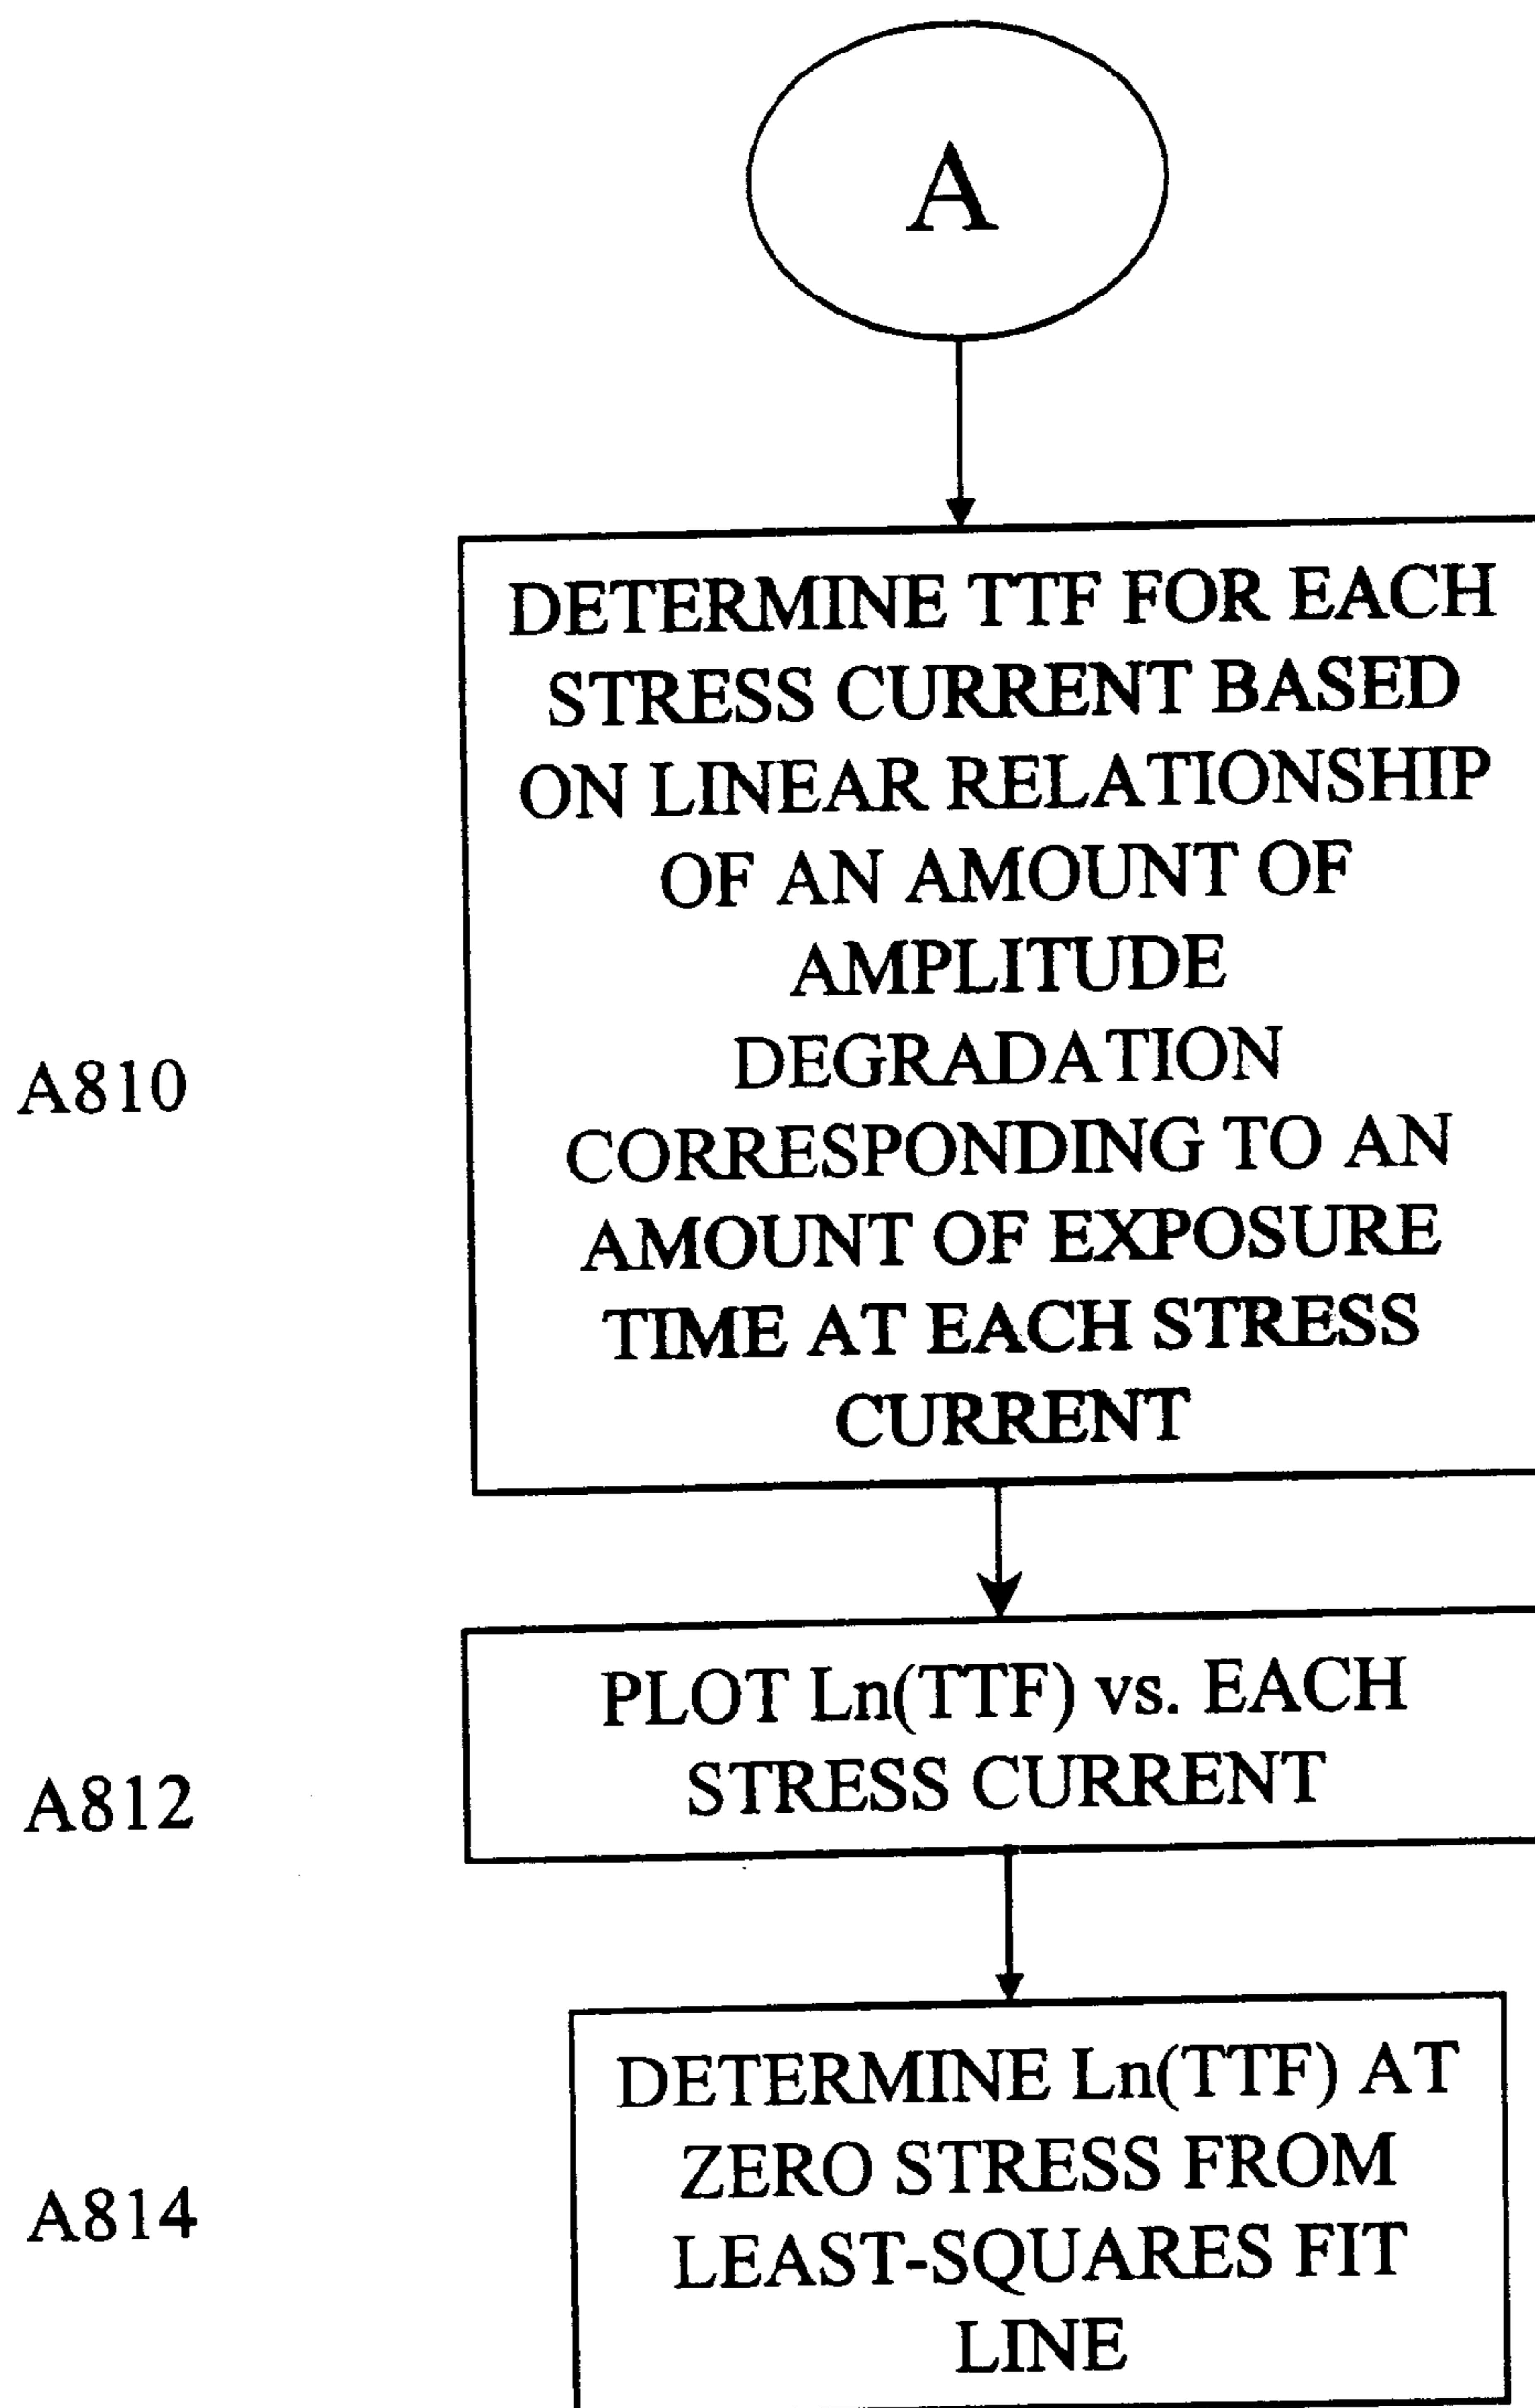 A
DETERMINE TTF FOR EACH
STRESS CURRENT BASED
ON LINEAR RELATIONSHIP
OF AN AMOUNT OF
AMPLITUDE
DEGRADATION
A810
CORRESPONDING TO AN
AMOUNT OF EXPOSURE
TIME AT EACH STRESS
CURRENT
PLOT Ln(TTF) vs. EACH
STRESS CURRENT
A812
DETERMINE Ln(TTF) AT
ZERO STRESS FROM
A814
LEAST-SQUARES FIT
LINE